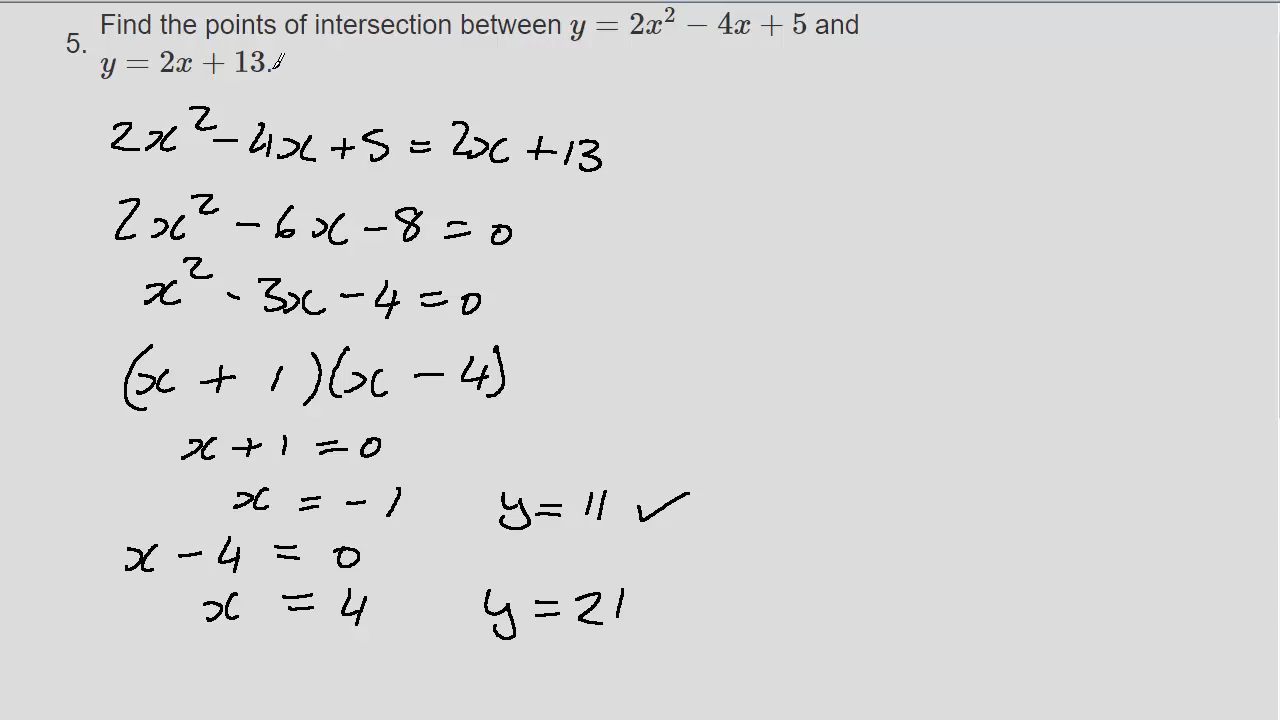 5. Find the points of intersection between y = 2x² − 4x + 5 and
y = 2x + 13.
2x² - 4x + 5 = 2x + 13
2x² - 6x - 8 = 0
x² - 3x - 4 = 0
(x + 1)(x - 4)
x + 1 = 0
x = -1 y = 11 ✓
x - 4 = 0
x = 4 y = 21